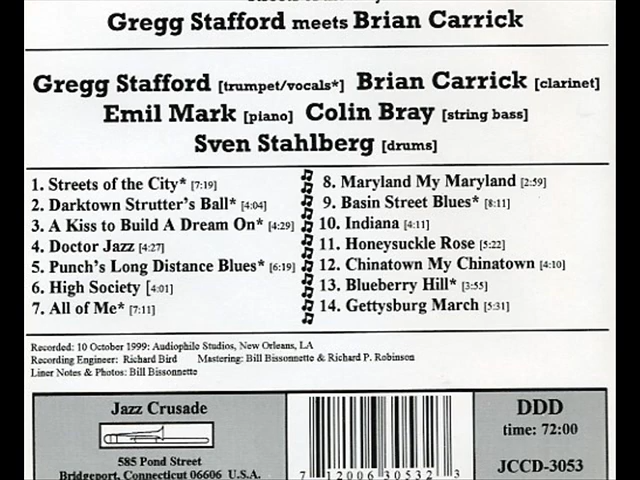 Gregg Stafford meets Brian Carrick
Gregg Stafford [trumpet/vocals*] Brian Carrick [clarinet]
Emil Mark [piano] Colin Bray [string bass]
Sven Stahlberg [drums]
1. Streets of the City* [7:19]
2. Darktown Strutter's Ball* [4:04]
3. A Kiss to Build A Dream On* [4:29]
4. Doctor Jazz [4:27]
5. Punch's Long Distance Blues* [6:19]
6. High Society [4:01]
7. All of Me* [7:11]
8. Maryland My Maryland [2:59]
9. Basin Street Blues* [8:11]
10. Indiana [4:11]
11. Honeysuckle Rose [5:22]
12. Chinatown My Chinatown [4:10]
13. Blueberry Hill* [3:55]
14. Gettysburg March [5:31]
Recorded: 10 October 1999: Audiophile Studios, New Orleans, LA
Recording Engineer: Richard Bird Mastering: Bill Bissonnette & Richard P. Robinson
Liner Notes & Photos: Bill Bissonnette
Jazz Crusade
585 Pond Street
Bridgeport, Connecticut 06606 U.S.A.
7 12006 30532 3
DDD
time: 72:00
JCCD-3053